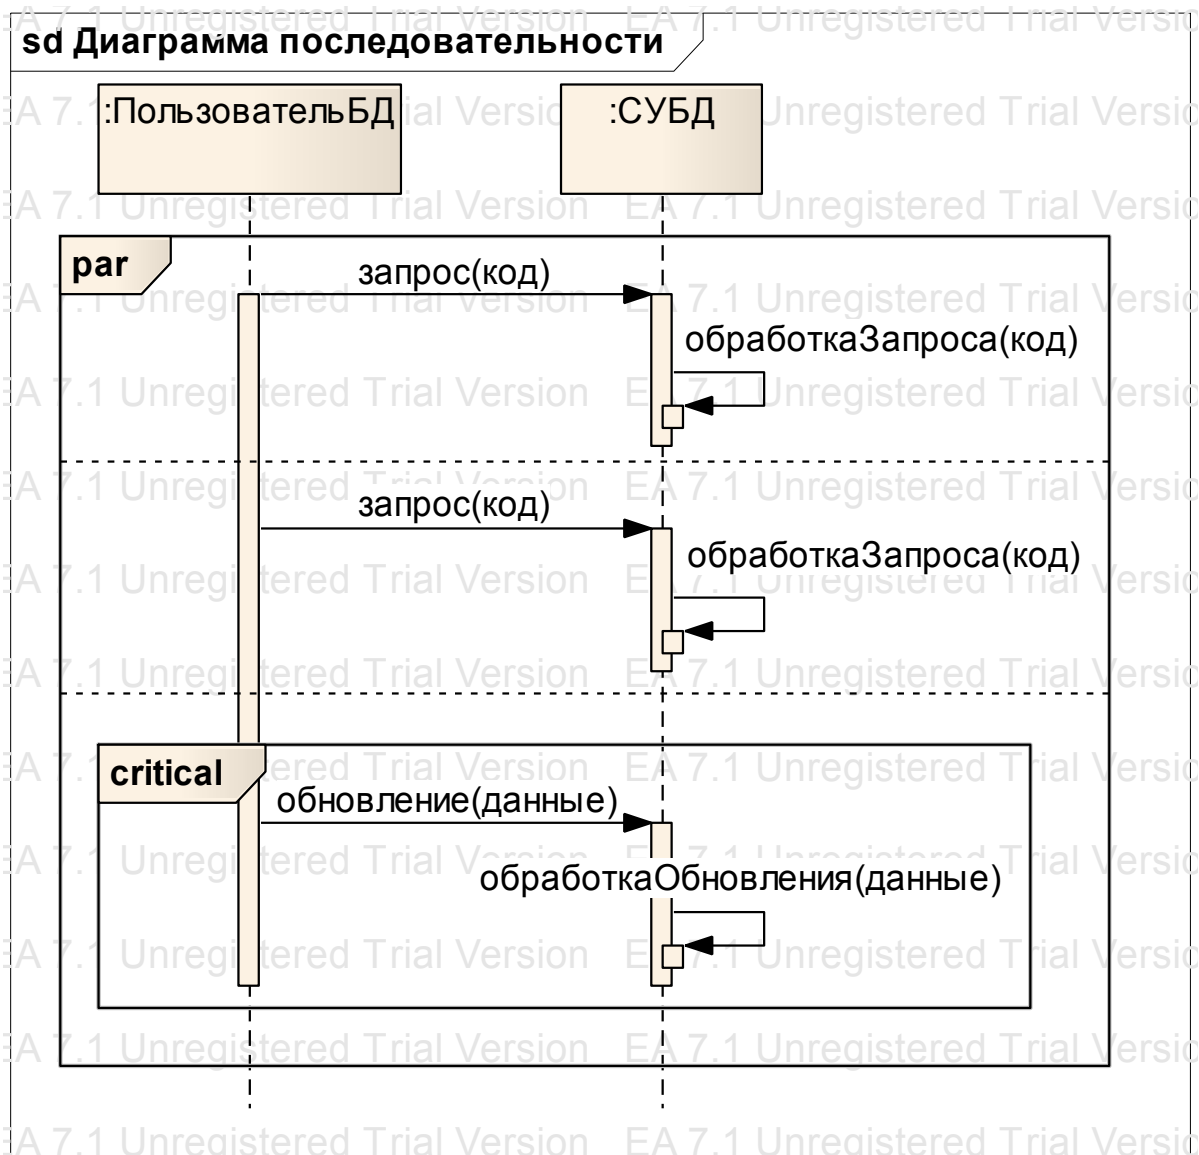 sd Диаграмма последовательности
:ПользовательБД
:СУБД
par
запрос(код)
обработкаЗапроса(код)
запрос(код)
обработкаЗапроса(код)
critical
обновление(данные)
обработкаОбновления(данные)
EA 7.1 Unregistered Trial Version